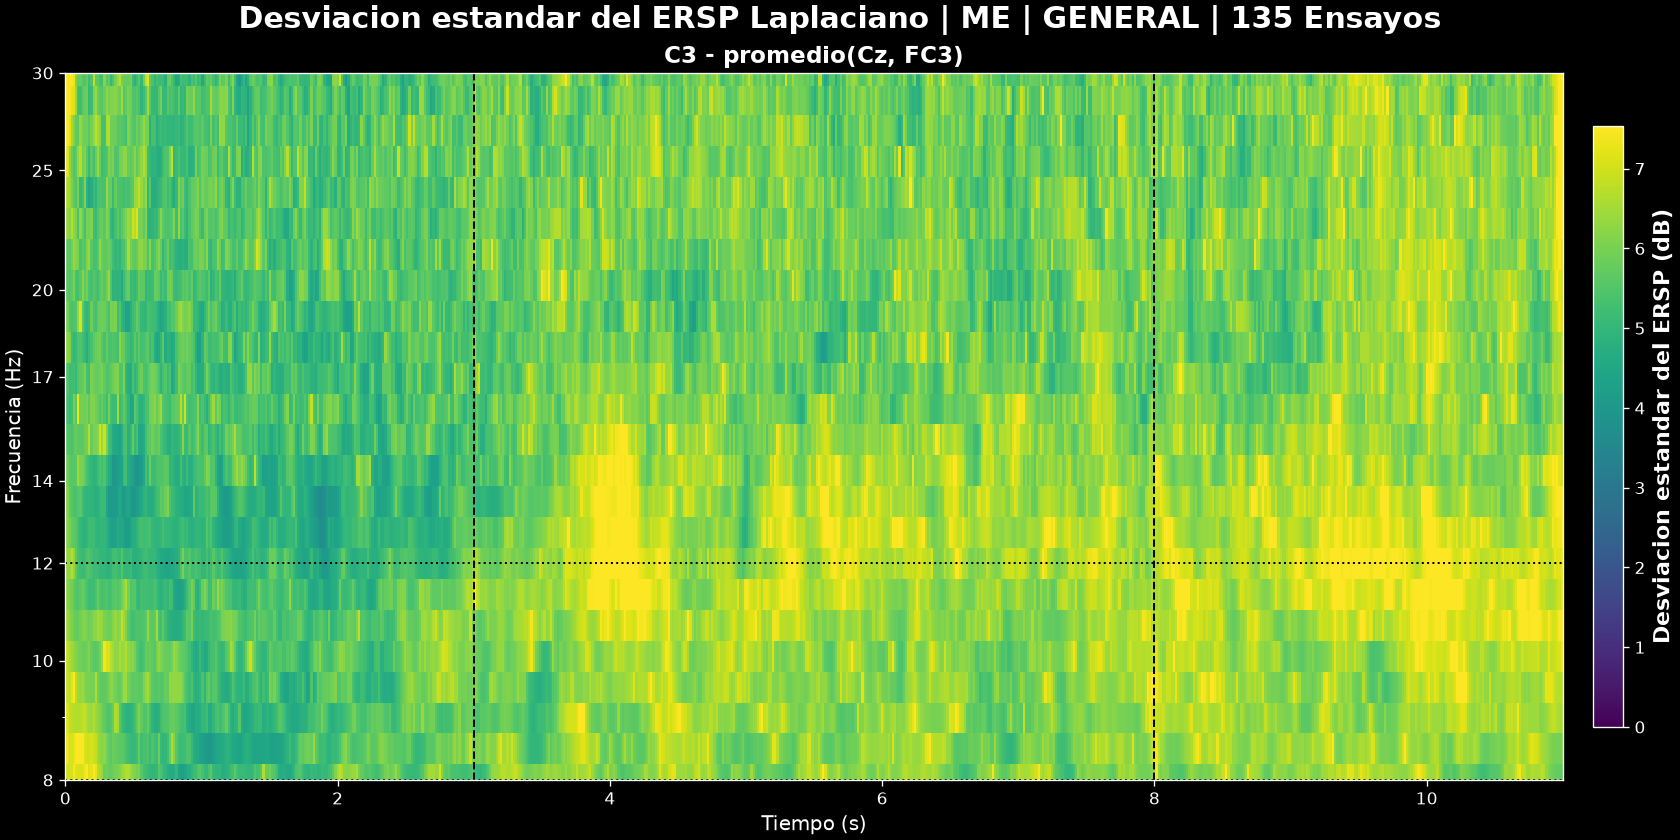 Desviacion estandar del ERSP Laplaciano | ME | GENERAL | 135 Ensayos
C3 - promedio(Cz, FC3)
Frecuencia (Hz)
30
25
20
17
14
12
10
8
0 2 4 6 8 10
Tiempo (s)
7
6
5
4
3
2
1
0
Desviacion estandar del ERSP (dB)